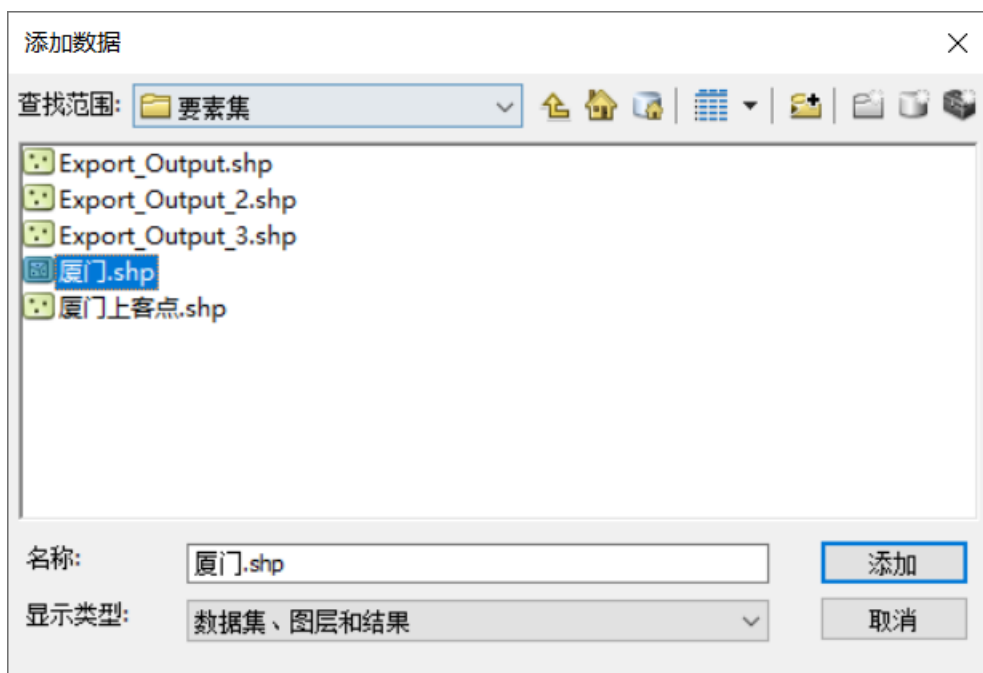 添加数据
查找范围: 要素集
Export_Output.shp
Export_Output_2.shp
Export_Output_3.shp
厦门.shp
厦门上客点.shp
名称: 厦门.shp 添加
显示类型: 数据集、图层和结果 取消